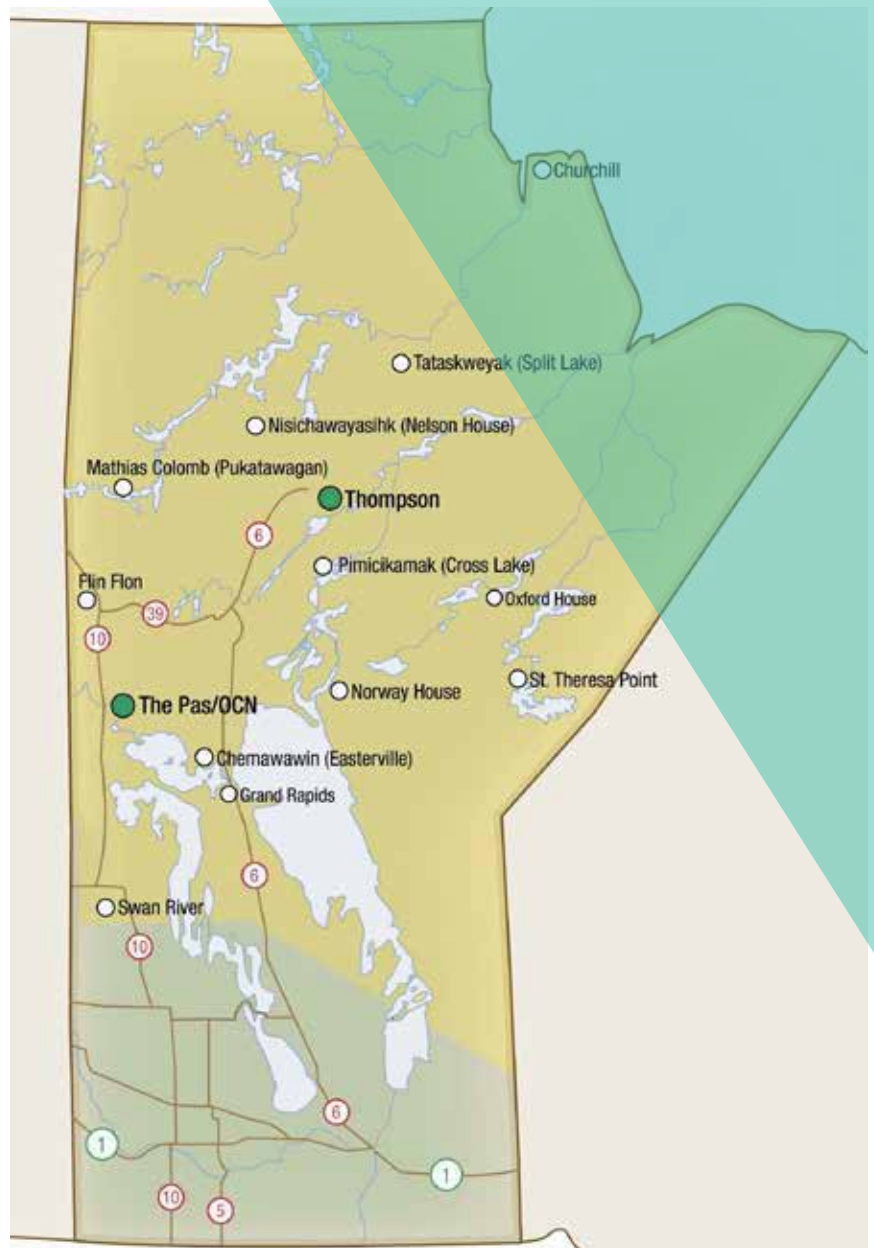 Churchill
Tataskweyak (Split Lake)
Nisichawayasihk (Nelson House)
Mathias Colomb (Pukatawagan)
Thompson
6
Pimicikamak (Cross Lake)
Flin Flon
Oxford House
39
10
St. Theresa Point
Norway House
The Pas/OCN
Chemawawin (Easterville)
Grand Rapids
6
Swan River
10
6
1
1
10
5